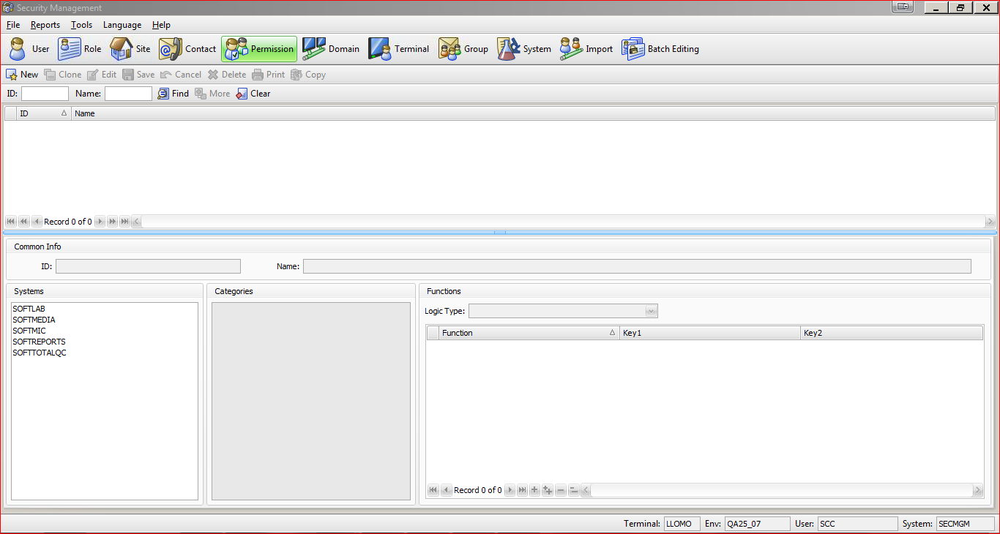 Security Management
File Reports Tools Language Help
User Role Site Contact Permission Domain Terminal Group System Import Batch Editing
New Clone Edit Save Cancel Delete Print Copy
ID: Name: Find More Clear
ID Name
Record 0 of 0
Common Info
ID: Name:
Systems Categories Functions
SOFTLAB
SOFTMEDIA
SOFTMIC
SOFTREPORTS
SOFTTOTALQC
Logic Type:
Function Key1 Key2
Record 0 of 0
Terminal: LLOMO Env: QA25_07 User: SCC System: SECMGM